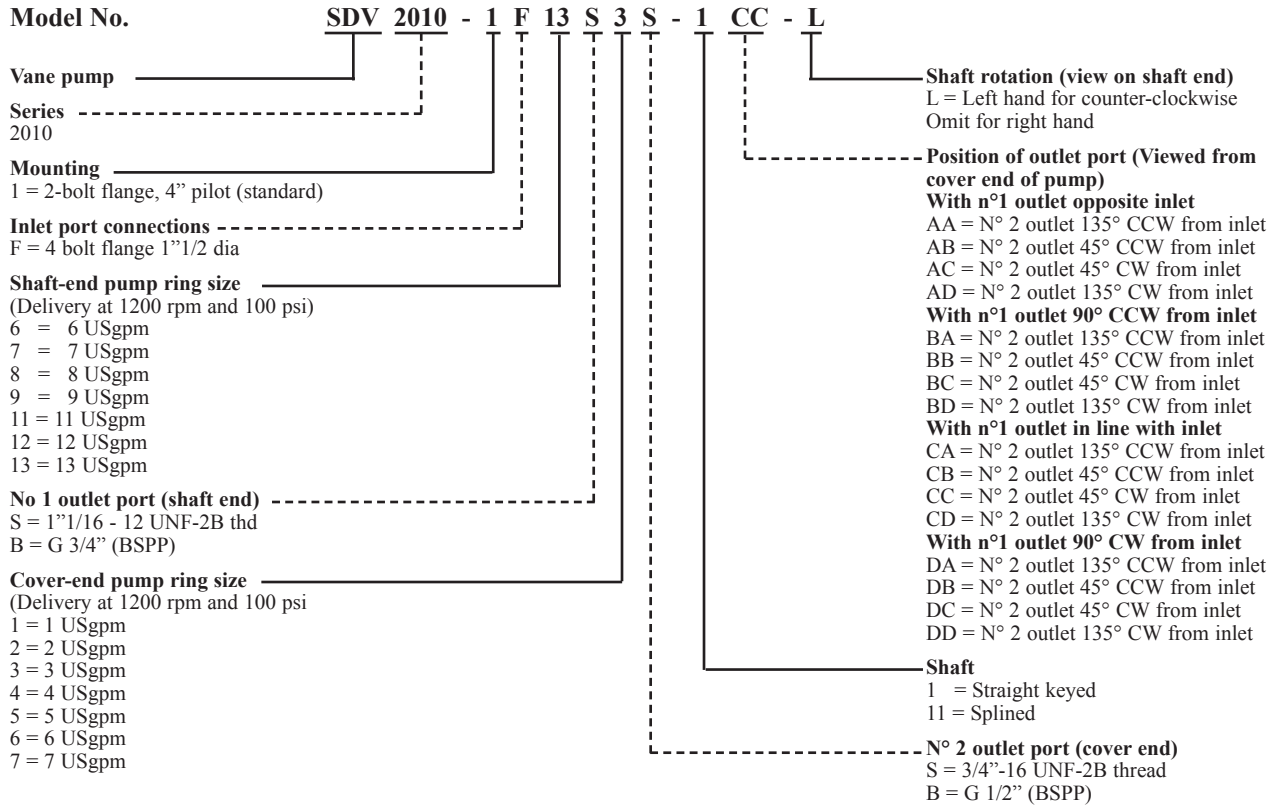 Model No. SDV 2010 - 1 F 13 S 3 S - 1 CC - L
Vane pump
Series
2010
Mounting
1 = 2-bolt flange, 4” pilot (standard)
Inlet port connections
F = 4 bolt flange 1”1/2 dia
Shaft-end pump ring size
(Delivery at 1200 rpm and 100 psi)
6 = 6 USgpm
7 = 7 USgpm
8 = 8 USgpm
9 = 9 USgpm
11 = 11 USgpm
12 = 12 USgpm
13 = 13 USgpm
No 1 outlet port (shaft end)
S = 1”1/16 - 12 UNF-2B thd
B = G 3/4” (BSPP)
Cover-end pump ring size
(Delivery at 1200 rpm and 100 psi
1 = 1 USgpm
2 = 2 USgpm
3 = 3 USgpm
4 = 4 USgpm
5 = 5 USgpm
6 = 6 USgpm
7 = 7 USgpm
Shaft rotation (view on shaft end)
L = Left hand for counter-clockwise
Omit for right hand
Position of outlet port (Viewed from
cover end of pump)
With n°1 outlet opposite inlet
AA = N° 2 outlet 135° CCW from inlet
AB = N° 2 outlet 45° CCW from inlet
AC = N° 2 outlet 45° CW from inlet
AD = N° 2 outlet 135° CW from inlet
With n°1 outlet 90° CCW from inlet
BA = N° 2 outlet 135° CCW from inlet
BB = N° 2 outlet 45° CCW from inlet
BC = N° 2 outlet 45° CW from inlet
BD = N° 2 outlet 135° CW from inlet
With n°1 outlet in line with inlet
CA = N° 2 outlet 135° CCW from inlet
CB = N° 2 outlet 45° CCW from inlet
CC = N° 2 outlet 45° CW from inlet
CD = N° 2 outlet 135° CW from inlet
With n°1 outlet 90° CW from inlet
DA = N° 2 outlet 135° CCW from inlet
DB = N° 2 outlet 45° CCW from inlet
DC = N° 2 outlet 45° CW from inlet
DD = N° 2 outlet 135° CW from inlet
Shaft
1 = Straight keyed
11 = Splined
N° 2 outlet port (cover end)
S = 3/4”-16 UNF-2B thread
B = G 1/2” (BSPP)